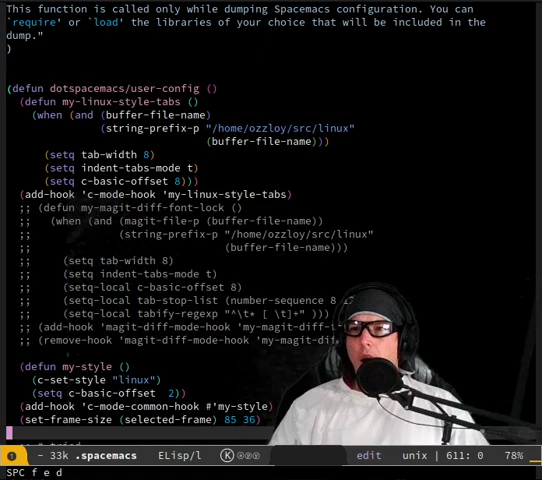 This function is called only while dumping Spacemacs configuration. You can
`require' or `load' the libraries of your choice that will be included in the
dump."
)
(defun dotspacemacs/user-config ()
(defun my-linux-style-tabs ()
(when (and (buffer-file-name)
(string-prefix-p "/home/ozzloy/src/linux"
(buffer-file-name)))
(setq tab-width 8)
(setq indent-tabs-mode t)
(setq c-basic-offset 8)))
(add-hook 'c-mode-hook 'my-linux-style-tabs)
;; (defun my-magit-diff-font-lock ()
;; (when (and (magit-file-p (buffer-file-name))
;; (string-prefix-p "/home/ozzloy/src/linux"
;; (buffer-file-name)))
;; (setq tab-width 8)
;; (setq indent-tabs-mode t)
;; (setq-local c-basic-offset 8)
;; (setq-local tab-stop-list (number-sequence 8
;; (setq-local tabify-regexp "^\t* [ \t]+" )))
;; (add-hook 'magit-diff-mode-hook
;; (remove-hook 'magit-diff-mode-hook
(defun my-style ()
(c-set-style "linux")
(setq c-basic-offset 2))
(add-hook 'c-mode-common-hook #'my-style)
(set-frame-size (selected-frame) 85 36)
- 33k .spacemacs ELisp/l edit unix | 611: 0 78%
SPC f e d